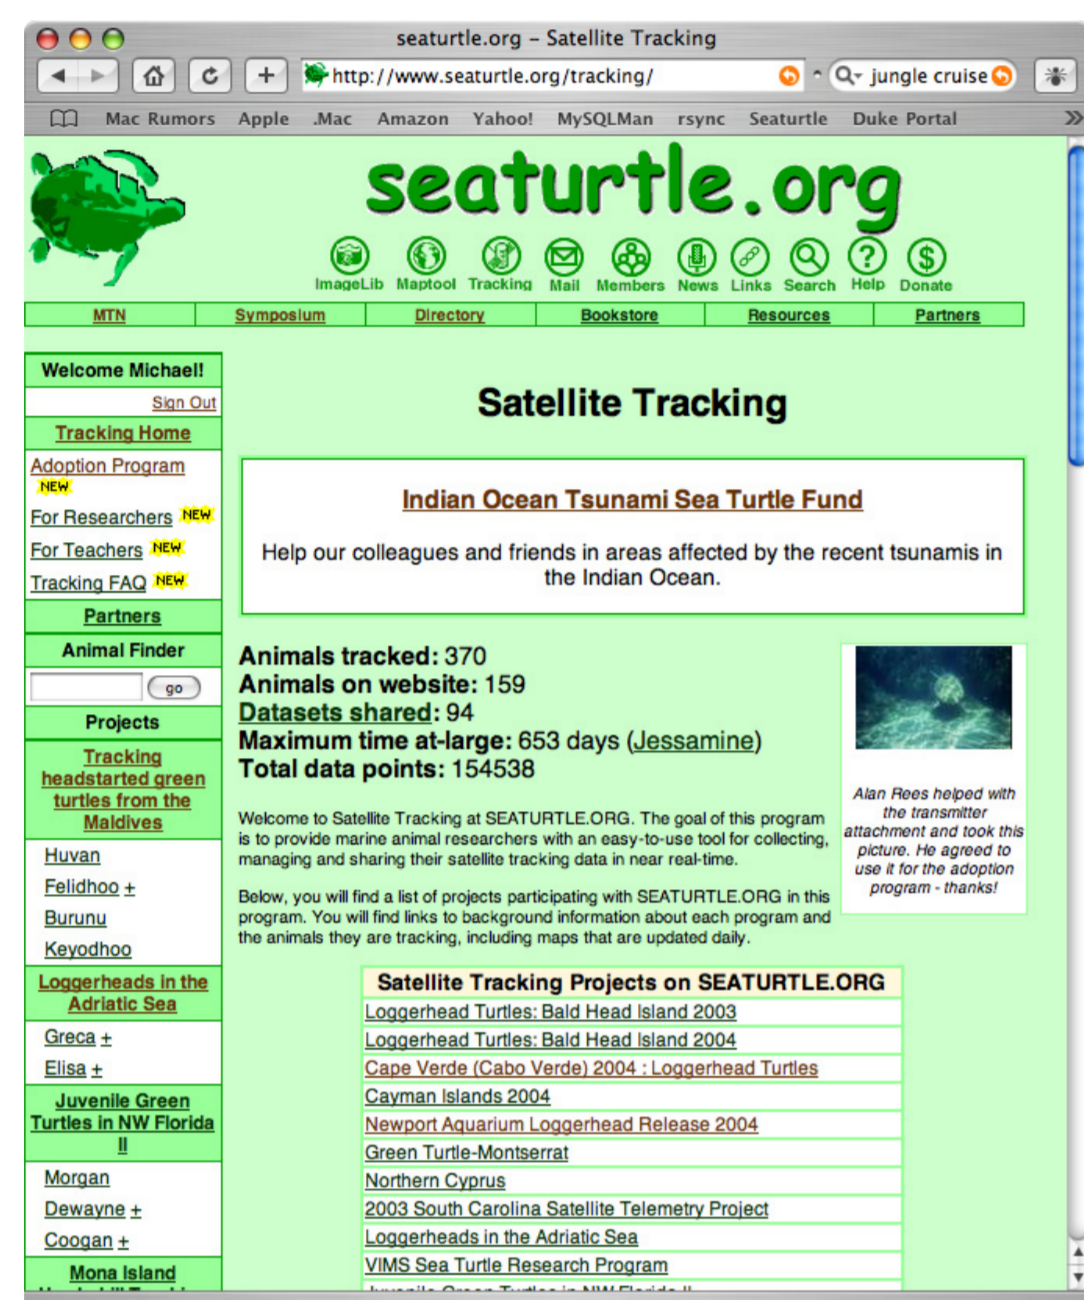 seaturtle.org – Satellite Tracking
http://www.seaturtle.org/tracking/
jungle cruise
Mac Rumors Apple .Mac Amazon Yahoo! MySQLMan rsync Seaturtle Duke Portal
seaturtle.org
ImageLib Maptool Tracking Mail Members News Links Search Help Donate
MTN Symposium Directory Bookstore Resources Partners
Welcome Michael!
Sign Out
Tracking Home
Adoption Program
NEW
For Researchers NEW
For Teachers NEW
Tracking FAQ NEW
Partners
Animal Finder
go
Projects
Tracking
headstarted green
turtles from the
Maldives
Huvan
Felidhoo +
Burunu
Keyodhoo
Loggerheads in the
Adriatic Sea
Greca +
Elisa +
Juvenile Green
Turtles in NW Florida
II
Morgan
Dewayne +
Coogan +
Mona Island
Satellite Tracking
Indian Ocean Tsunami Sea Turtle Fund
Help our colleagues and friends in areas affected by the recent tsunamis in
the Indian Ocean.
Animals tracked: 370
Animals on website: 159
Datasets shared: 94
Maximum time at-large: 653 days (Jessamine)
Total data points: 154538
Alan Rees helped with
the transmitter
attachment and took this
picture. He agreed to
use it for the adoption
program - thanks!
Welcome to Satellite Tracking at SEATURTLE.ORG. The goal of this program
is to provide marine animal researchers with an easy-to-use tool for collecting,
managing and sharing their satellite tracking data in near real-time.
Below, you will find a list of projects participating with SEATURTLE.ORG in this
program. You will find links to background information about each program and
the animals they are tracking, including maps that are updated daily.
Satellite Tracking Projects on SEATURTLE.ORG
Loggerhead Turtles: Bald Head Island 2003
Loggerhead Turtles: Bald Head Island 2004
Cape Verde (Cabo Verde) 2004 : Loggerhead Turtles
Cayman Islands 2004
Newport Aquarium Loggerhead Release 2004
Green Turtle-Montserrat
Northern Cyprus
2003 South Carolina Satellite Telemetry Project
Loggerheads in the Adriatic Sea
VIMS Sea Turtle Research Program
Juvenile Green Turtles in NW Florida II